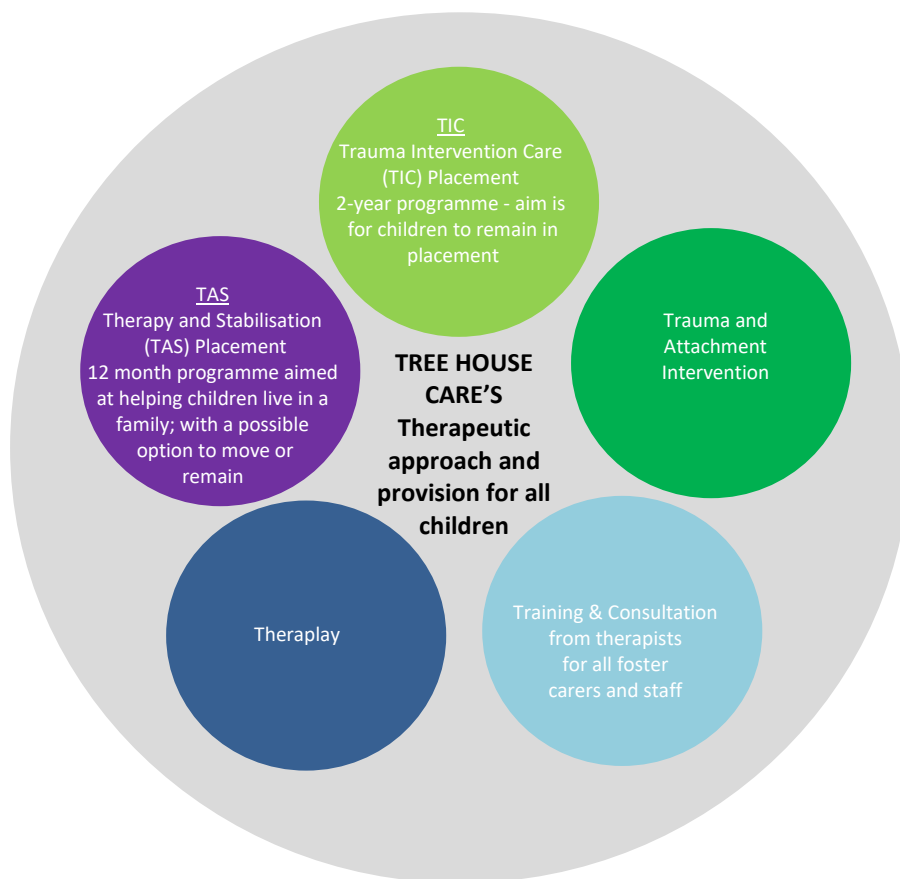 TIC
Trauma Intervention Care
(TIC) Placement
2-year programme - aim is
for children to remain in
placement
TAS
Therapy and Stabilisation
(TAS) Placement
12 month programme aimed
at helping children live in a
family; with a possible
option to move or
remain
Trauma and
Attachment
Intervention
TREE HOUSE
CARE’S
Therapeutic
approach and
provision for all
children
Theraplay
Training & Consultation
from therapists
for all foster
carers and staff